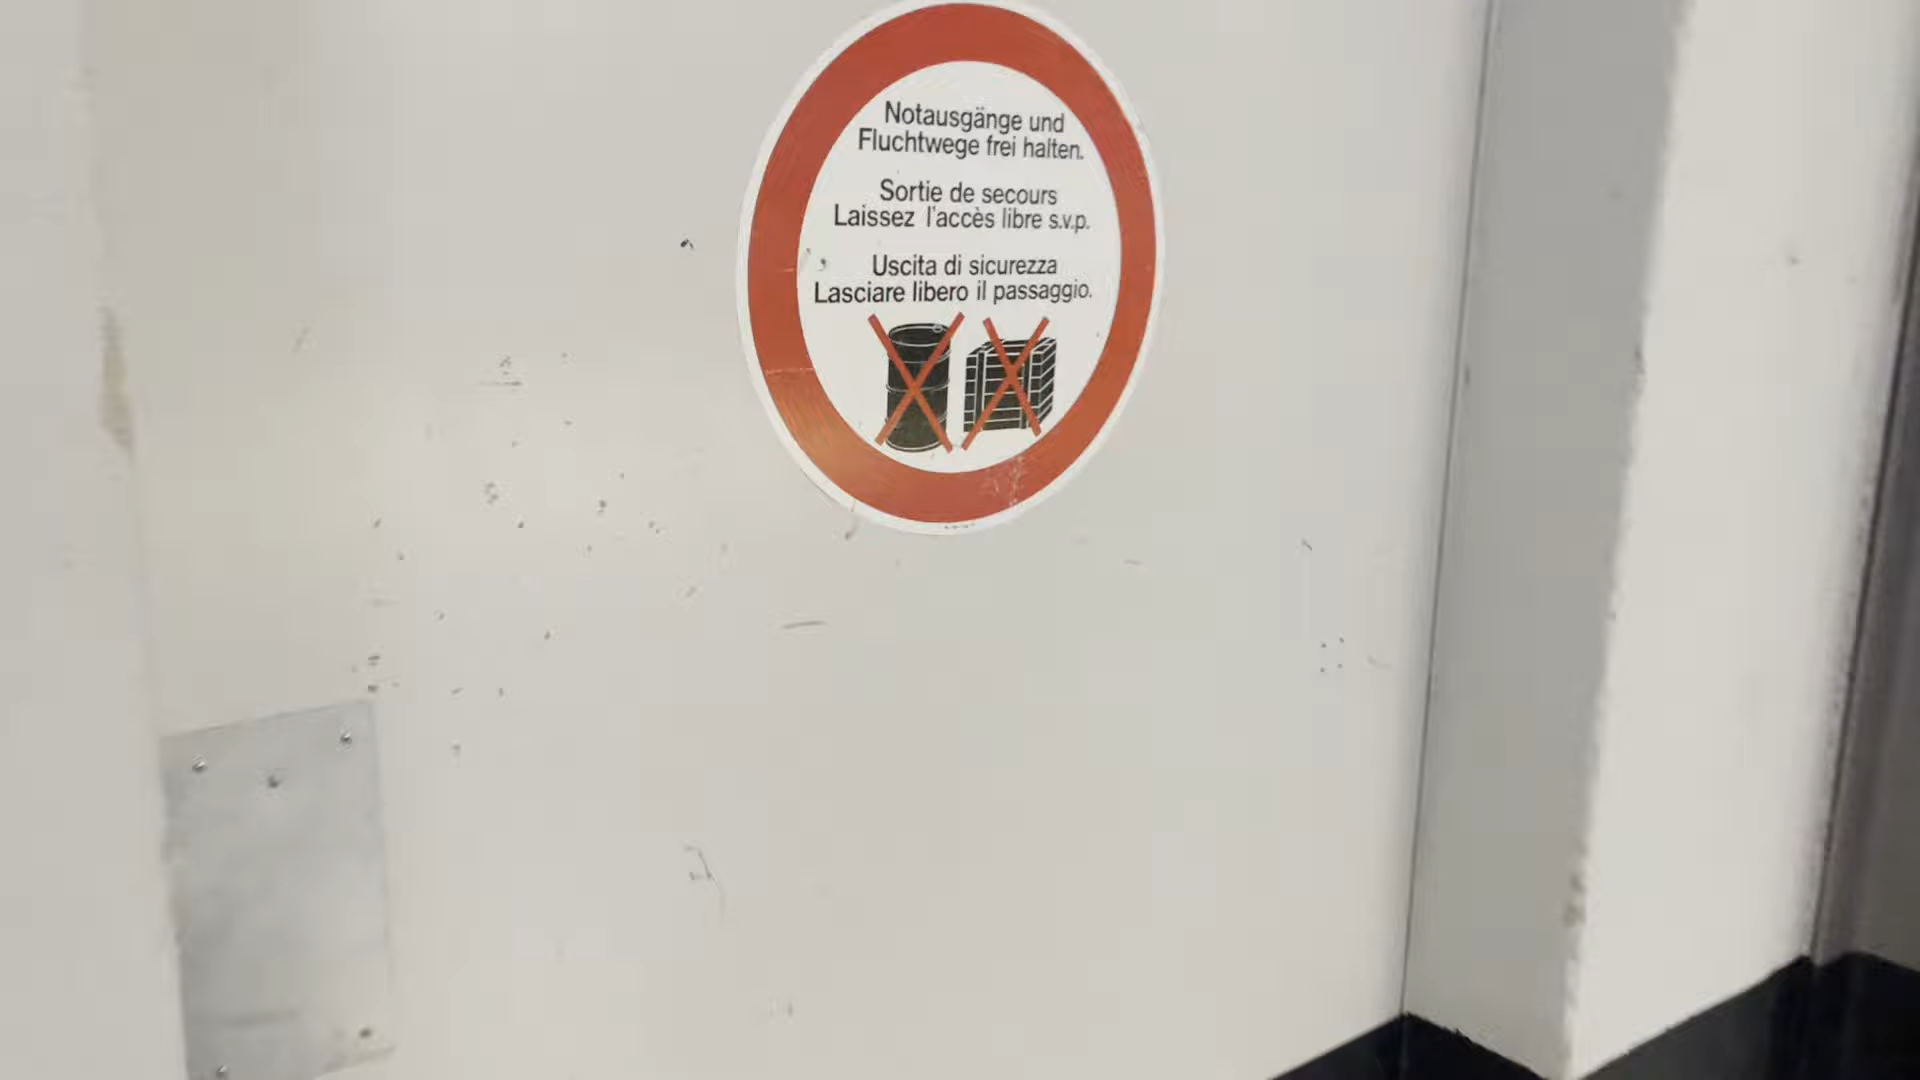 Notausgänge und
Fluchtwege frei halten.
Sortie de secours
Laissez l'accès libre s.v.p.
Uscita di sicurezza
Lasciare libero il passaggio.